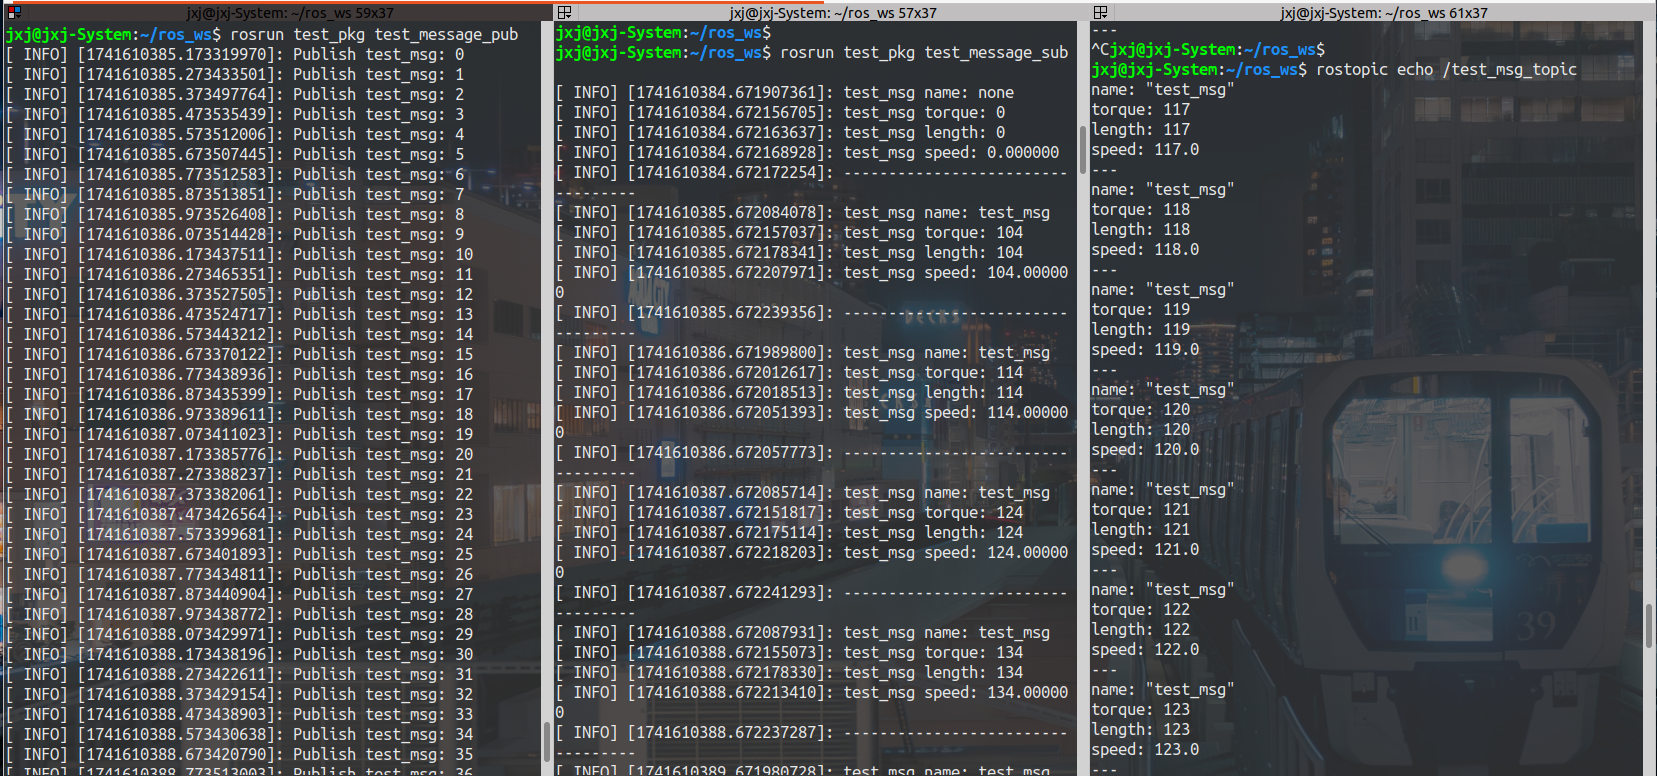 jxj@jxj-System: ~/ros_ws 59x37
jxj@jxj-System:~/ros_ws$ rosrun test_pkg test_message_pub
[ INFO] [1741610385.173319970]: Publish test_msg: 0
[ INFO] [1741610385.273433501]: Publish test_msg: 1
[ INFO] [1741610385.373497764]: Publish test_msg: 2
[ INFO] [1741610385.473535439]: Publish test_msg: 3
[ INFO] [1741610385.573512006]: Publish test_msg: 4
[ INFO] [1741610385.673507445]: Publish test_msg: 5
[ INFO] [1741610385.773512583]: Publish test_msg: 6
[ INFO] [1741610385.873513851]: Publish test_msg: 7
[ INFO] [1741610385.973526408]: Publish test_msg: 8
[ INFO] [1741610386.073514428]: Publish test_msg: 9
[ INFO] [1741610386.173437511]: Publish test_msg: 10
[ INFO] [1741610386.273465351]: Publish test_msg: 11
[ INFO] [1741610386.373527505]: Publish test_msg: 12
[ INFO] [1741610386.473524717]: Publish test_msg: 13
[ INFO] [1741610386.573443212]: Publish test_msg: 14
[ INFO] [1741610386.673370122]: Publish test_msg: 15
[ INFO] [1741610386.773438936]: Publish test_msg: 16
[ INFO] [1741610386.873435399]: Publish test_msg: 17
[ INFO] [1741610386.973389611]: Publish test_msg: 18
[ INFO] [1741610387.073411023]: Publish test_msg: 19
[ INFO] [1741610387.173385776]: Publish test_msg: 20
[ INFO] [1741610387.273388237]: Publish test_msg: 21
[ INFO] [1741610387.373382061]: Publish test_msg: 22
[ INFO] [1741610387.473426564]: Publish test_msg: 23
[ INFO] [1741610387.573399681]: Publish test_msg: 24
[ INFO] [1741610387.673401893]: Publish test_msg: 25
[ INFO] [1741610387.773434811]: Publish test_msg: 26
[ INFO] [1741610387.873440904]: Publish test_msg: 27
[ INFO] [1741610387.973438772]: Publish test_msg: 28
[ INFO] [1741610388.073429971]: Publish test_msg: 29
[ INFO] [1741610388.173438196]: Publish test_msg: 30
[ INFO] [1741610388.273422611]: Publish test_msg: 31
[ INFO] [1741610388.373429154]: Publish test_msg: 32
[ INFO] [1741610388.473438903]: Publish test_msg: 33
[ INFO] [1741610388.573430638]: Publish test_msg: 34
[ INFO] [1741610388.673420790]: Publish test_msg: 35
[ INFO] [1741610388.773513003]: Publish test_msg: 36
jxj@jxj-System: ~/ros_ws 57x37
jxj@jxj-System:~/ros_ws$
jxj@jxj-System:~/ros_ws$ rosrun test_pkg test_message_sub
[ INFO] [1741610384.671907361]: test_msg name: none
[ INFO] [1741610384.672156705]: test_msg torque: 0
[ INFO] [1741610384.672163637]: test_msg length: 0
[ INFO] [1741610384.672168928]: test_msg speed: 0.000000
[ INFO] [1741610384.672172254]: -------------------------
---------
[ INFO] [1741610385.672084078]: test_msg name: test_msg
[ INFO] [1741610385.672157037]: test_msg torque: 104
[ INFO] [1741610385.672178341]: test_msg length: 104
[ INFO] [1741610385.672207971]: test_msg speed: 104.00000
0
[ INFO] [1741610385.672239356]: -------------------------
---------
[ INFO] [1741610386.671989800]: test_msg name: test_msg
[ INFO] [1741610386.672012617]: test_msg torque: 114
[ INFO] [1741610386.672018513]: test_msg length: 114
[ INFO] [1741610386.672051393]: test_msg speed: 114.00000
0
[ INFO] [1741610386.672057773]: -------------------------
---------
[ INFO] [1741610387.672085714]: test_msg name: test_msg
[ INFO] [1741610387.672151817]: test_msg torque: 124
[ INFO] [1741610387.672175114]: test_msg length: 124
[ INFO] [1741610387.672218203]: test_msg speed: 124.00000
0
[ INFO] [1741610387.672241293]: -------------------------
---------
[ INFO] [1741610388.672087931]: test_msg name: test_msg
[ INFO] [1741610388.672155073]: test_msg torque: 134
[ INFO] [1741610388.672178330]: test_msg length: 134
[ INFO] [1741610388.672213410]: test_msg speed: 134.00000
0
[ INFO] [1741610388.672237287]: -------------------------
---------
[ INFO] [1741610389.671980728]: test_msg name: test_msg
jxj@jxj-System: ~/ros_ws 61x37
---
^Cjxj@jxj-System:~/ros_ws$
jxj@jxj-System:~/ros_ws$ rostopic echo /test_msg_topic
name: "test_msg"
torque: 117
length: 117
speed: 117.0
---
name: "test_msg"
torque: 118
length: 118
speed: 118.0
---
name: "test_msg"
torque: 119
length: 119
speed: 119.0
---
name: "test_msg"
torque: 120
length: 120
speed: 120.0
---
name: "test_msg"
torque: 121
length: 121
speed: 121.0
---
name: "test_msg"
torque: 122
length: 122
speed: 122.0
---
name: "test_msg"
torque: 123
length: 123
speed: 123.0
---
DECKS
39